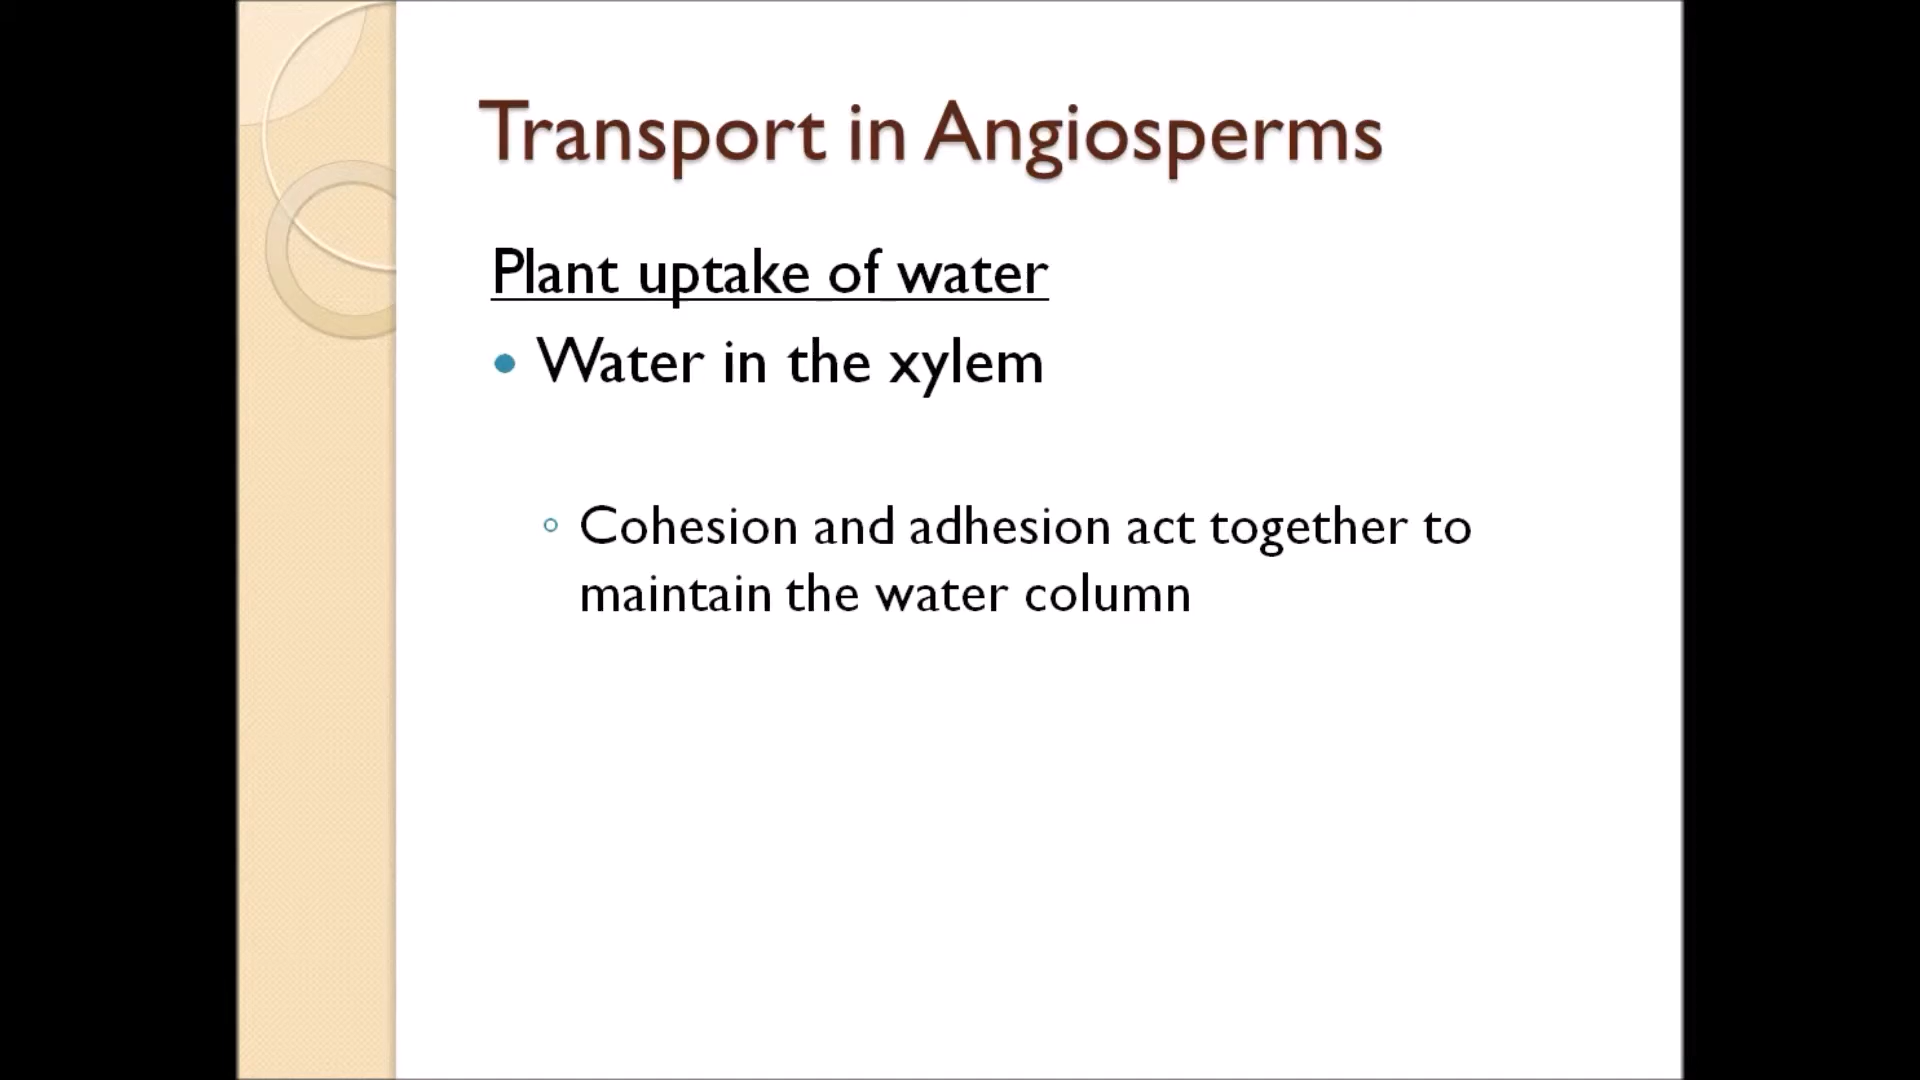 Transport in Angiosperms
Plant uptake of water
• Water in the xylem
◦ Cohesion and adhesion act together to
maintain the water column